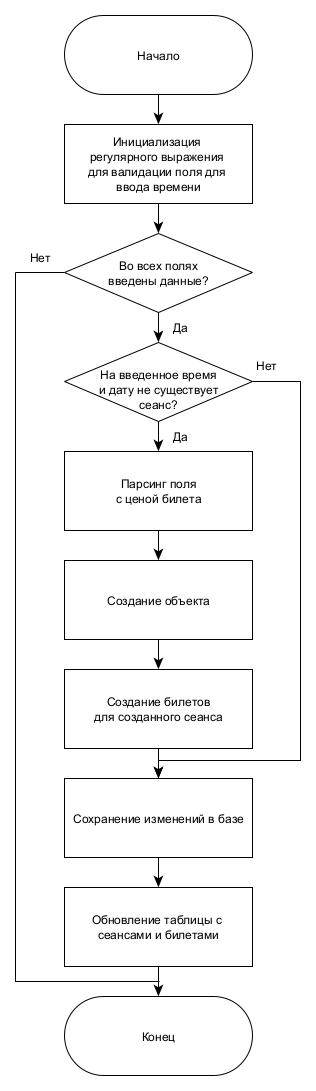 Начало
Инициализация
регулярного выражения
для валидации поля для
ввода времени
Нет
Во всех полях
введены данные?
Да
Нет
На введенное время
и дату не существует
сеанс?
Да
Парсинг поля
с ценой билета
Создание объекта
Создание билетов
для созданного сеанса
Сохранение изменений в базе
Обновление таблицы с
сеансами и билетами
Конец